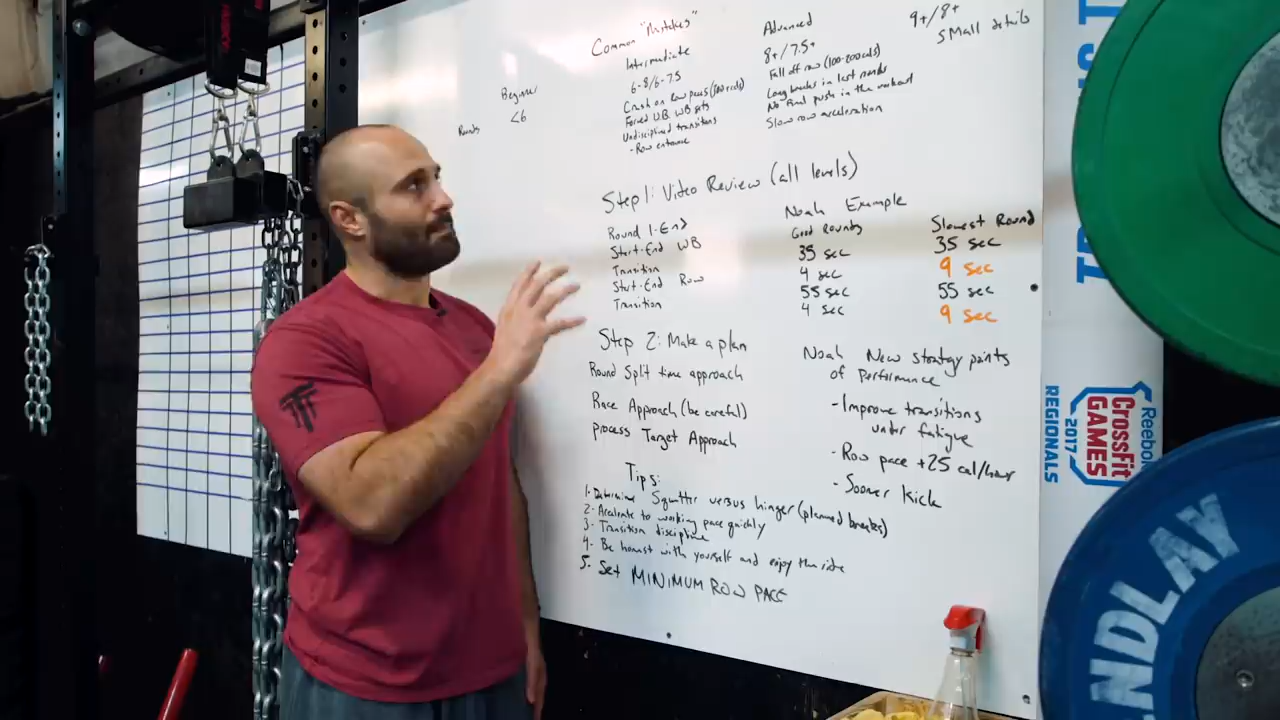 Common "Mistakes"
Beginner
Intermediate
Advanced
Rounds
<6
6-8/6-7.5
8+/7.5+
9+/8+
Crash on low paces (500 cals)
Forced U.B. WB sets
Undisciplined transitions
-Row entrance
Fall off row (100-200 cals)
Long breaks in last rounds
No Final push in the workout
Slow row acceleration
Small details
Step 1: Video Review (all levels)
Round 1-End
Start-End WB
Transition
Start-End Row
Transition
Noah Example
Good Rounds
35 sec
4 sec
55 sec
4 sec
Slowest Round
35 sec
9 sec
55 sec
9 sec
Step 2: Make a plan
Round Split time approach
Race Approach (be careful)
process Target Approach
Noah New strategy points
of Performance
- Improve transitions
under fatigue
- Row pace +25 cal/hour
- Sooner Kick
Tips:
1- Determine Squatter versus hinger (planned breaks)
2- Accelerate to working pace quickly
3- Transition discipline
4- Be honest with yourself and enjoy the ride
5- Set MINIMUM ROW PACE
Reebok
CrossFit
GAMES
REGIONALS
2017
NDLAY